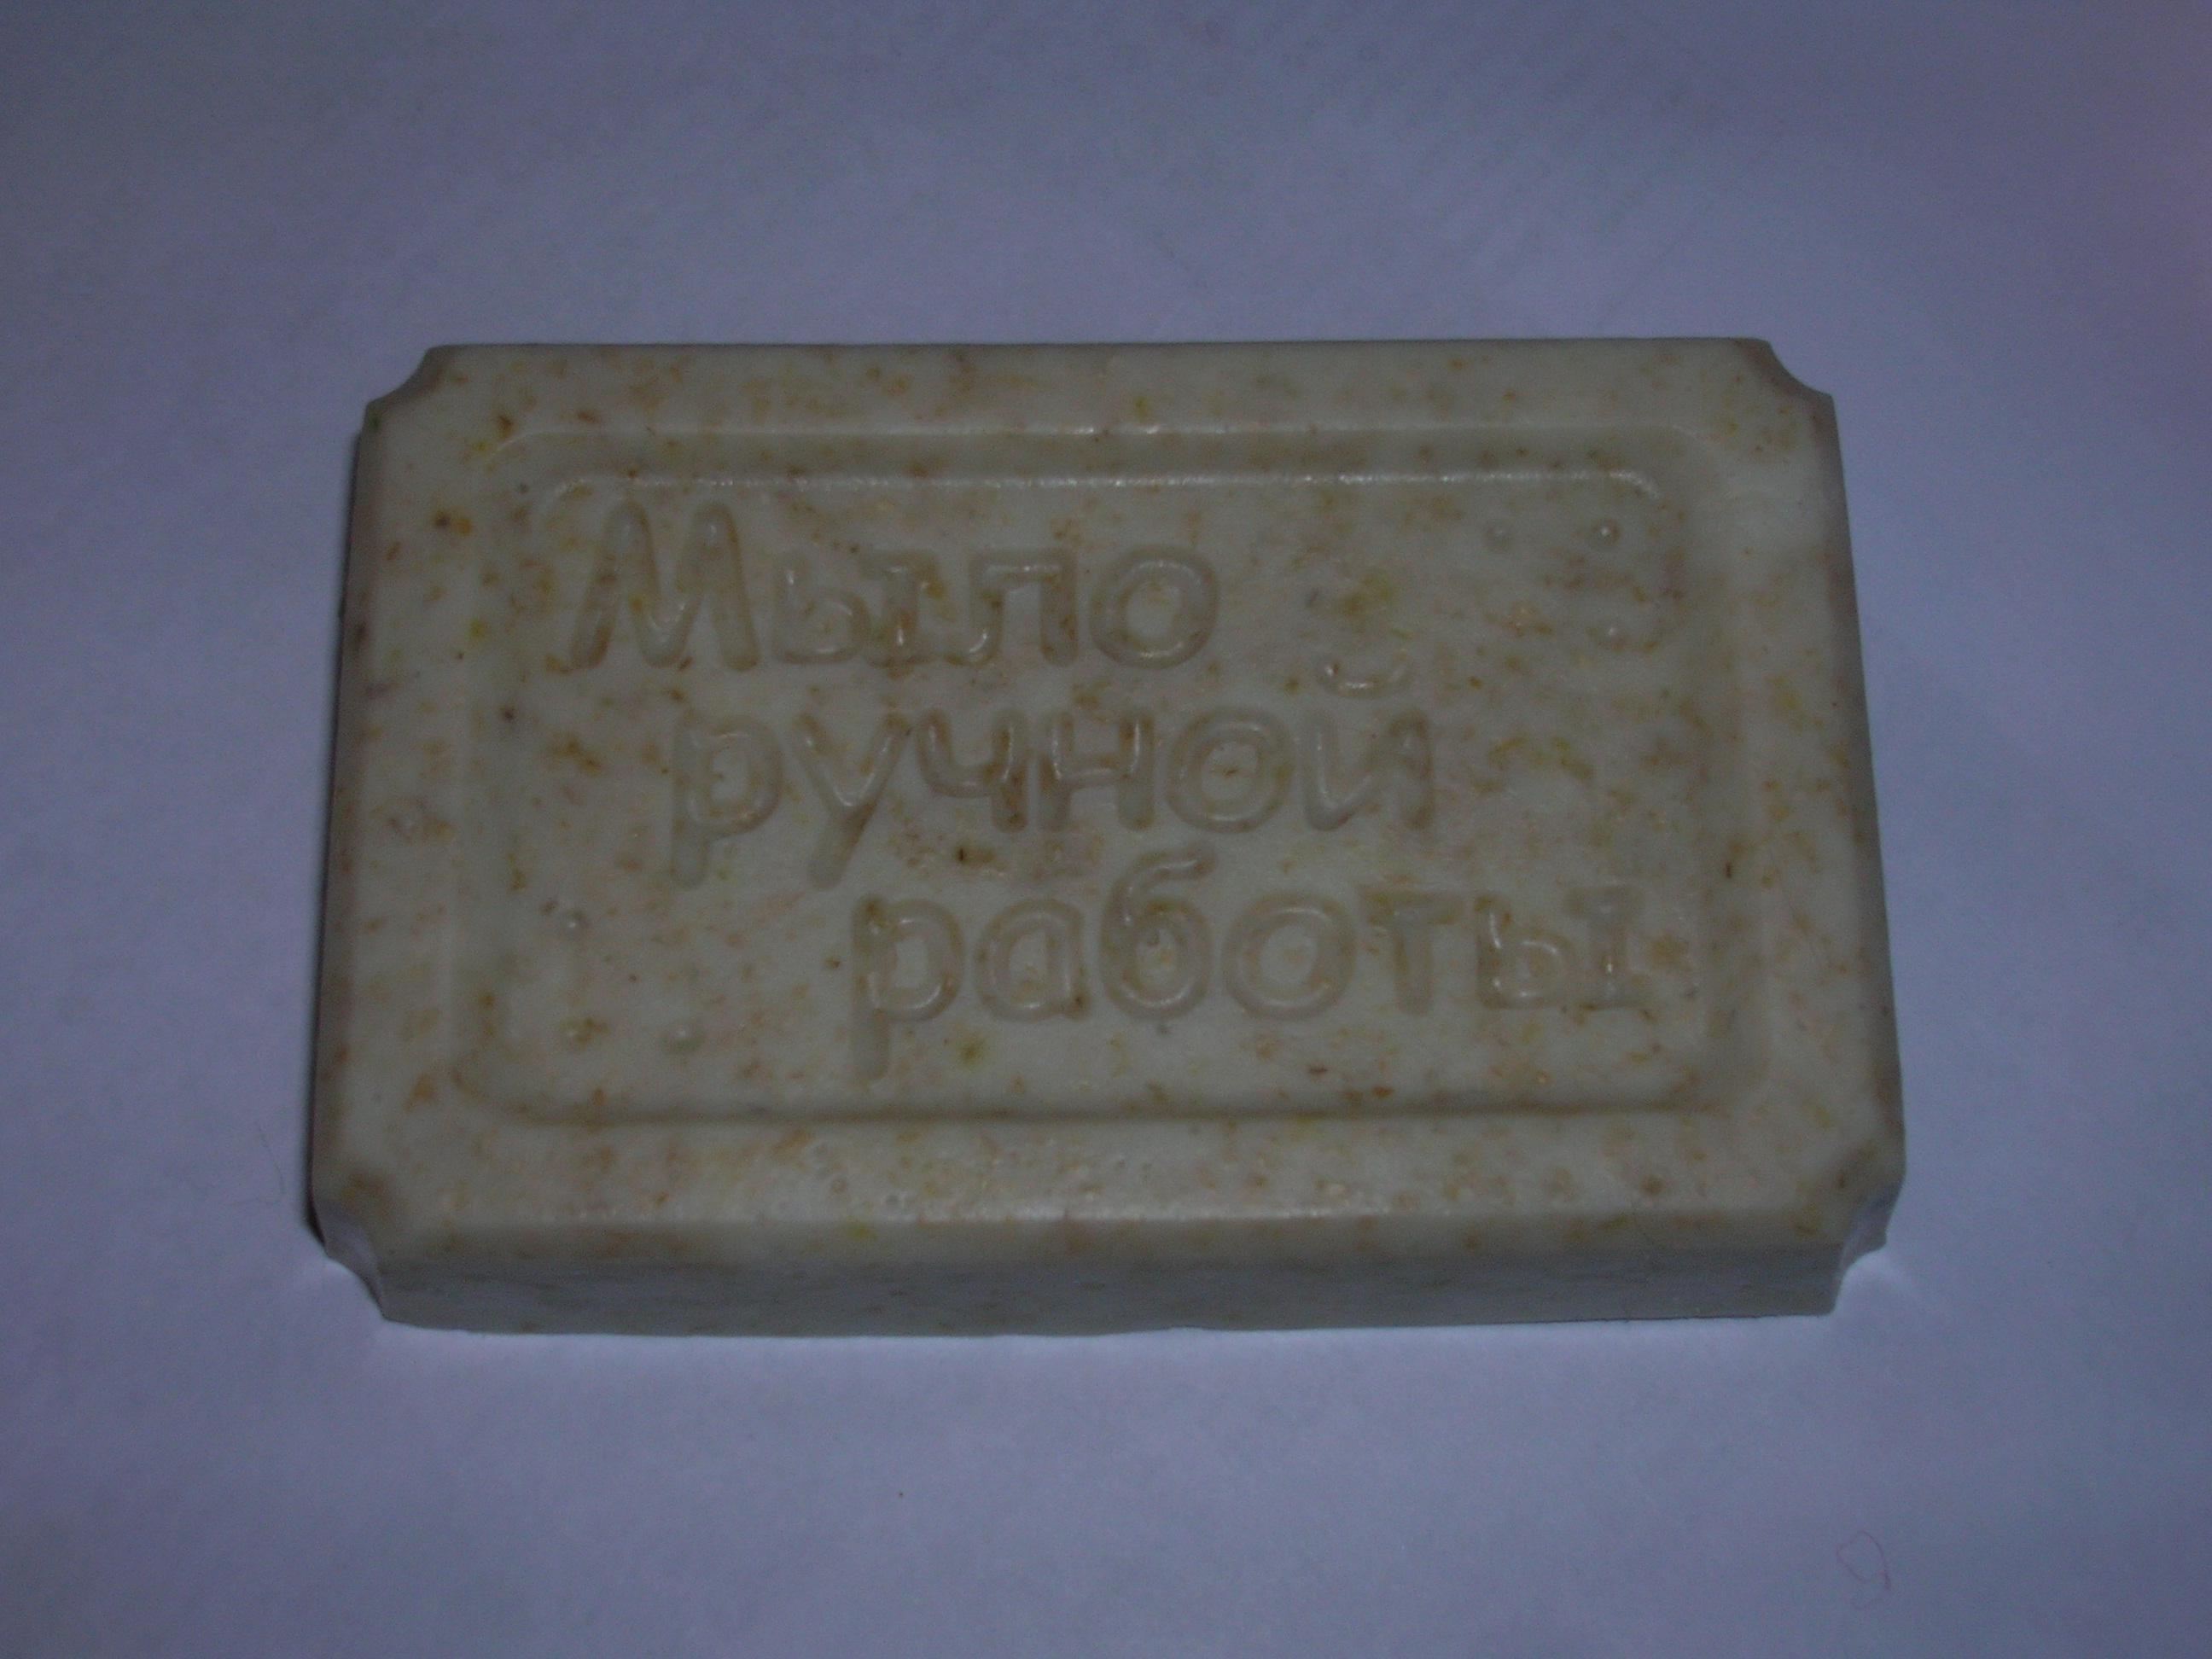 Мыло
ручной
работы